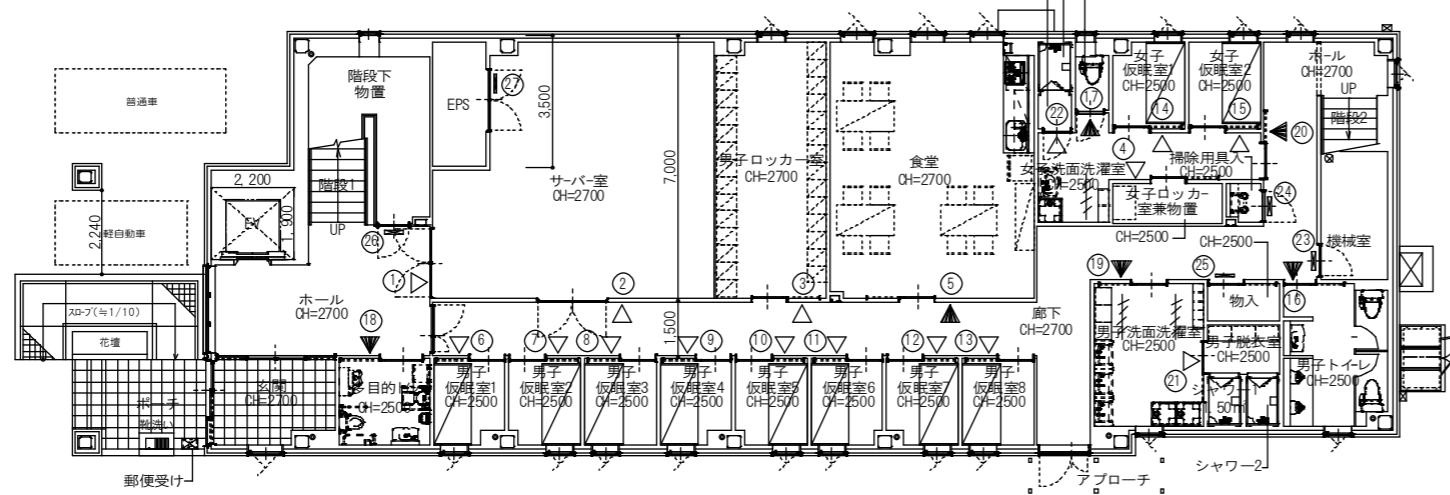 普通車
軽自動車
2,240
スロープ(≒1/10)
花壇
ポーチ
靴洗い
郵便受け
玄関
CH=2700
2,200
1,900
EV
階段下
物置
階段1
UP
ホール
CH=2700
EPS
3,500
7,000
1,500
サーバー室
CH=2700
男子ロッカー室
CH=2700
食堂
CH=2700
女子
仮眠室1
CH=2500
女子
仮眠室2
CH=2500
ホール
CH=2700
UP
階段2
女子洗面洗濯室
CH=2500
掃除用具入
CH=2500
女子ロッカー
室兼物置
CH=2500
CH=2500
機械室
廊下
CH=2700
多目的
CH=2500
男子
仮眠室1
CH=2500
男子
仮眠室2
CH=2500
男子
仮眠室3
CH=2500
男子
仮眠室4
CH=2500
男子
仮眠室5
CH=2500
男子
仮眠室6
CH=2500
男子
仮眠室7
CH=2500
男子
仮眠室8
CH=2500
男子洗面洗濯室
CH=2500
物入
男子脱衣室
CH=2500
男子トイレ
CH=2500
シャワー1
シャワー2
アプローチ
1
2
3
4
5
6
7
8
9
10
11
12
13
14
15
16
17
18
19
20
21
22
23
24
25
26
27